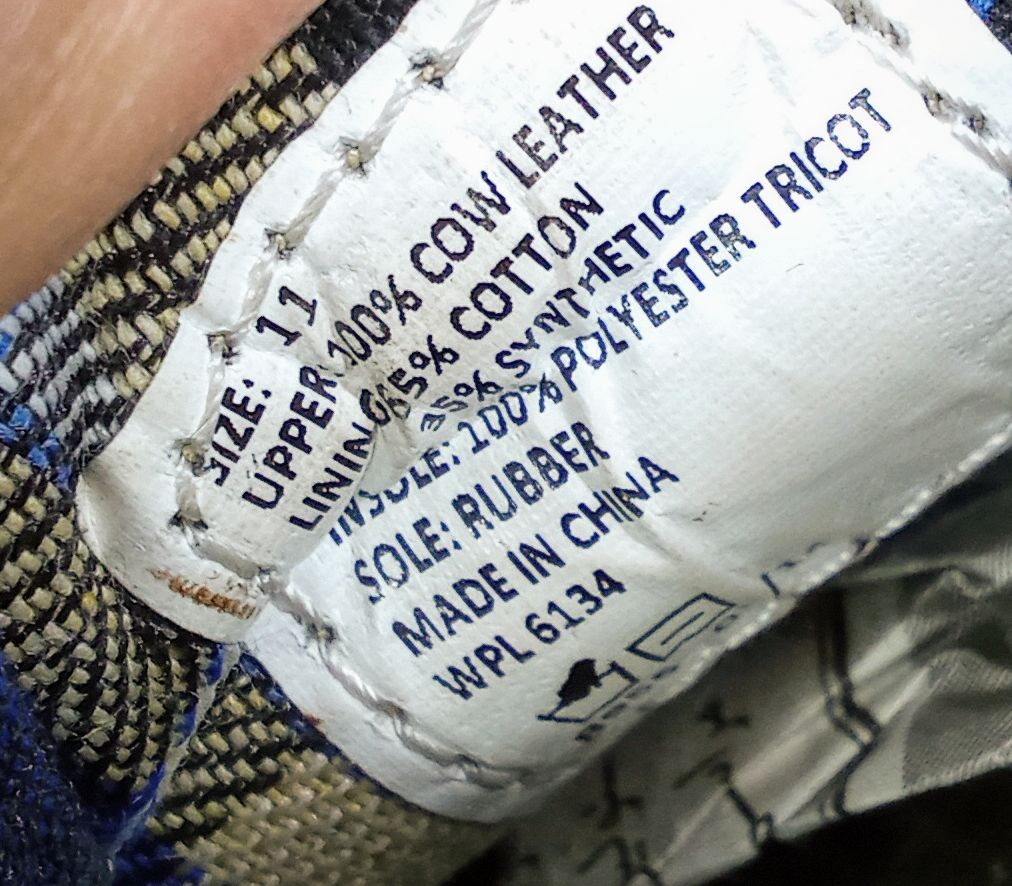 SIZE: 11
UPPER 100% COW LEATHER
LINING 65% COTTON
35% SYNTHETIC
INSOLE: 100% POLYESTER TRICOT
SOLE: RUBBER
MADE IN CHINA
WPL 6134